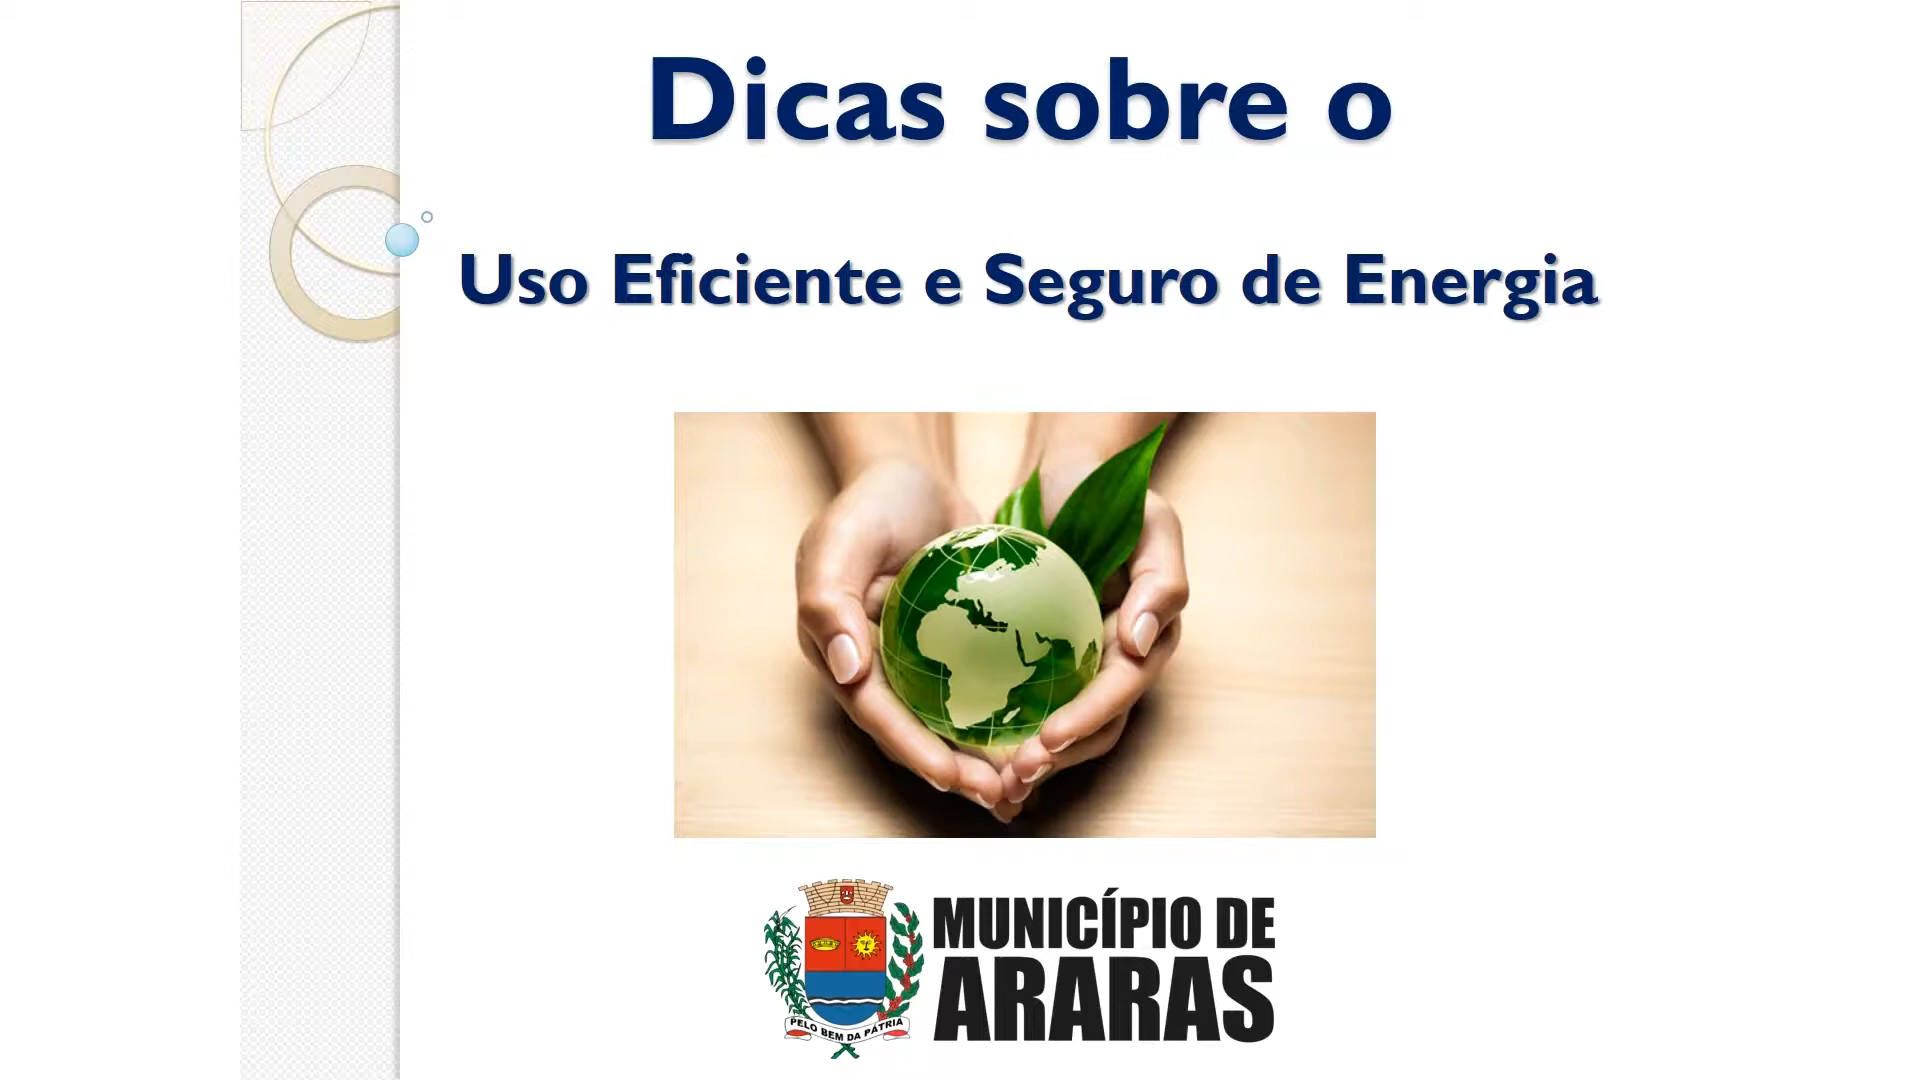 Dicas sobre o
Uso Eficiente e Seguro de Energia
PELO BEM DA PÁTRIA
MUNICÍPIO DE
ARARAS